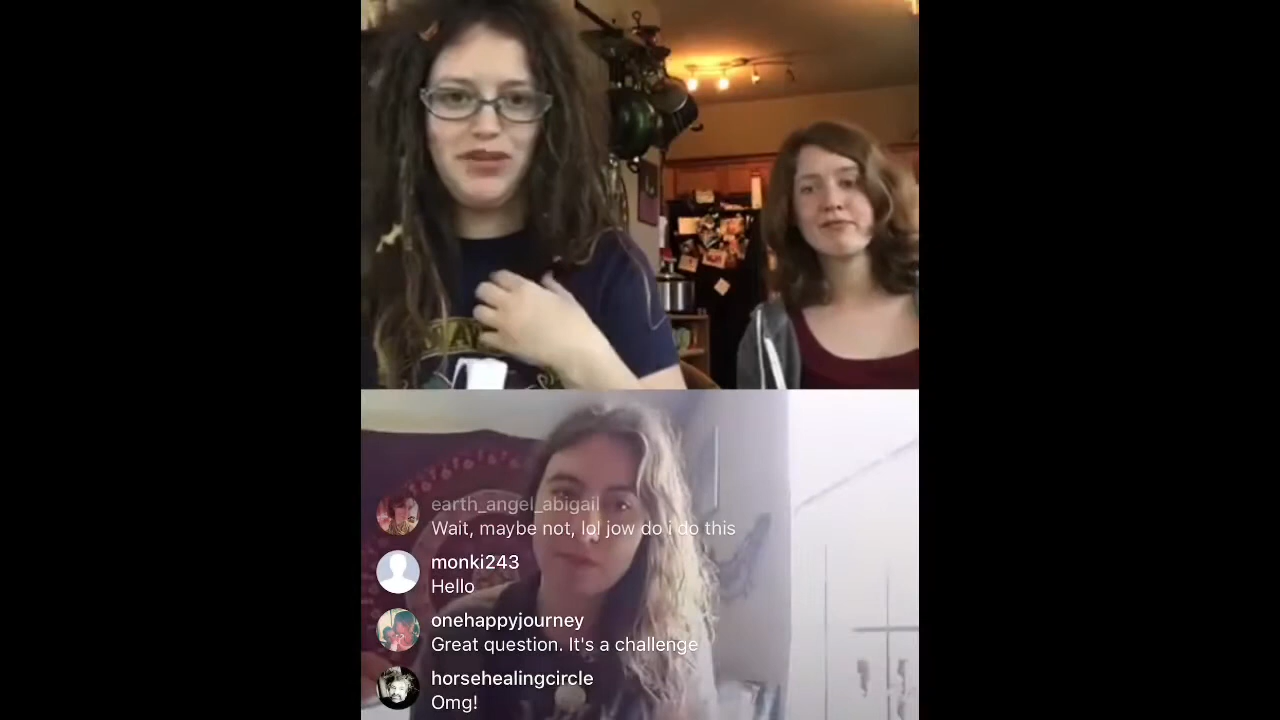 earth_angel_abigail
Wait, maybe not, lol jow do i do this
monki243
Hello
onehappyjourney
Great question. It's a challenge
horsehealingcircle
Omg!